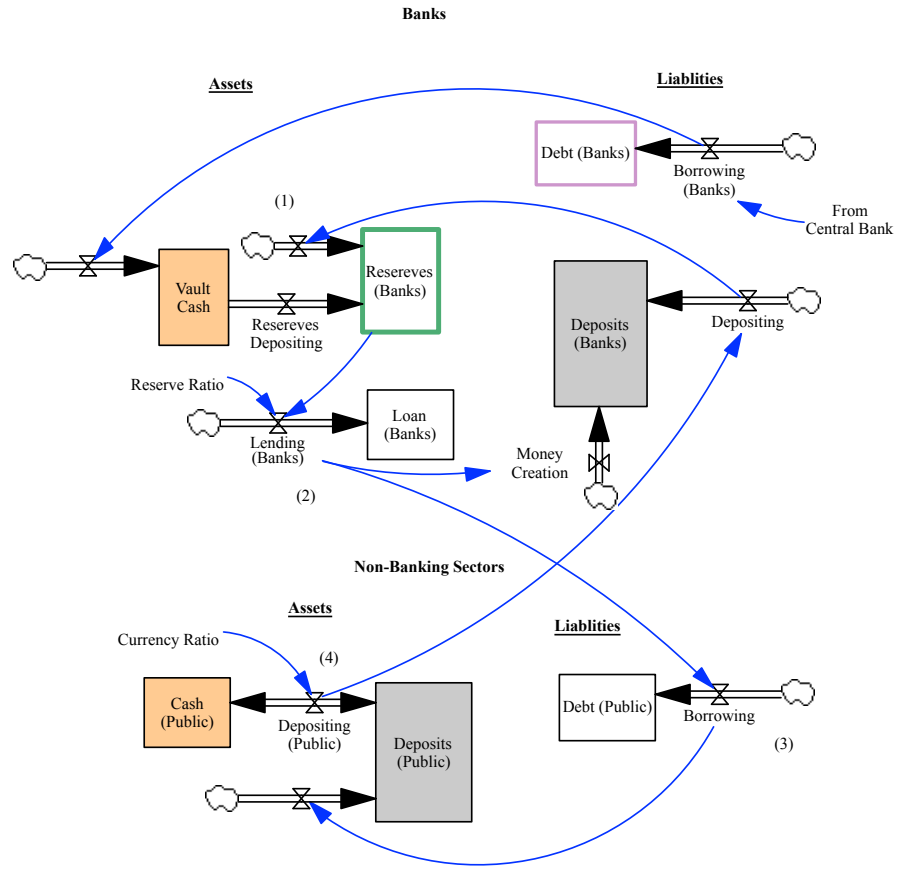 Banks
Assets
Liablities
Debt (Banks)
Borrowing
(Banks)
From
Central Bank
(1)
Vault
Cash
Resereves
(Banks)
Resereves
Depositing
Deposits
(Banks)
Depositing
Reserve Ratio
Lending
(Banks)
Loan
(Banks)
Money
Creation
(2)
Non-Banking Sectors
Assets
Liablities
Currency Ratio
(4)
Cash
(Public)
Depositing
(Public)
Deposits
(Public)
Debt (Public)
Borrowing
(3)